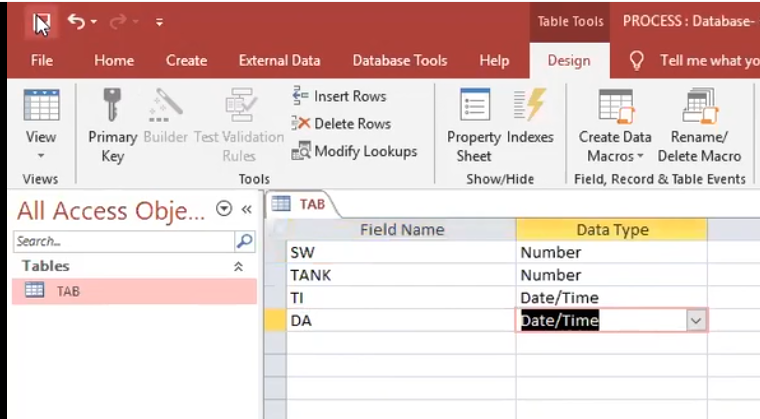 Table Tools PROCESS : Database-
File Home Create External Data Database Tools Help Design Tell me what yo
View
Primary Key
Builder
Test Validation Rules
Insert Rows
Delete Rows
Modify Lookups
Property Sheet
Indexes
Create Data Macros
Rename/ Delete Macro
Views Tools Show/Hide Field, Record & Table Events
All Access Obje...
Search...
Tables
TAB
TAB
Field Name Data Type
SW Number
TANK Number
TI Date/Time
DA Date/Time